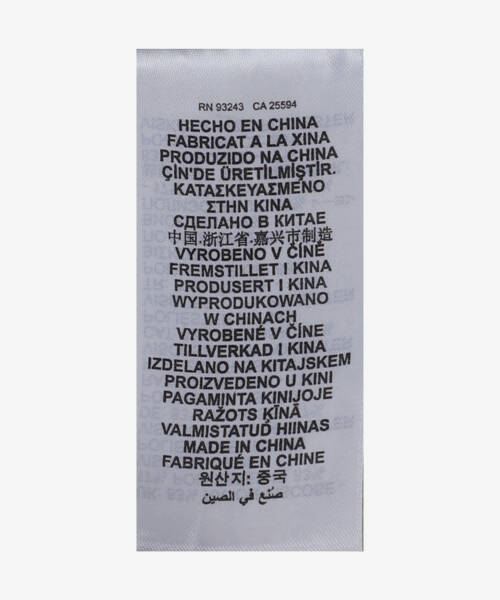 RN 93243 CA 25594
HECHO EN CHINA
FABRICAT A LA XINA
PRODUZIDO NA CHINA
ÇİN'DE ÜRETİLMİŞTİR.
ΚΑΤΑΣΚΕΥΑΣΜΕΝΟ
ΣΤΗΝ ΚΙΝΑ
СДЕЛАНО В КИТАЕ
中国.浙江省.嘉兴市制造
VYROBENO V ČÍNĚ
FREMSTILLET I KINA
PRODUSERT I KINA
WYPRODUKOWANO
W CHINACH
VYROBENÉ V ČÍNE
TILLVERKAD I KINA
IZDELANO NA KITAJSKEM
PROIZVEDENO U KINI
PAGAMINTA KINIJOJE
RAŽOTS ĶĪNĀ
VALMISTATUD HIINAS
MADE IN CHINA
FABRIQUÉ EN CHINE
원산지: 중국
صُنع في الصين